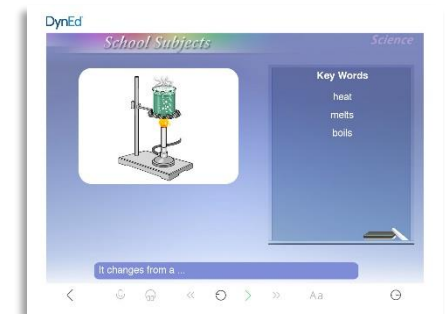 DynEd
School Subjects
Science
Key Words
heat
melts
boils
It changes from a ...
Aa